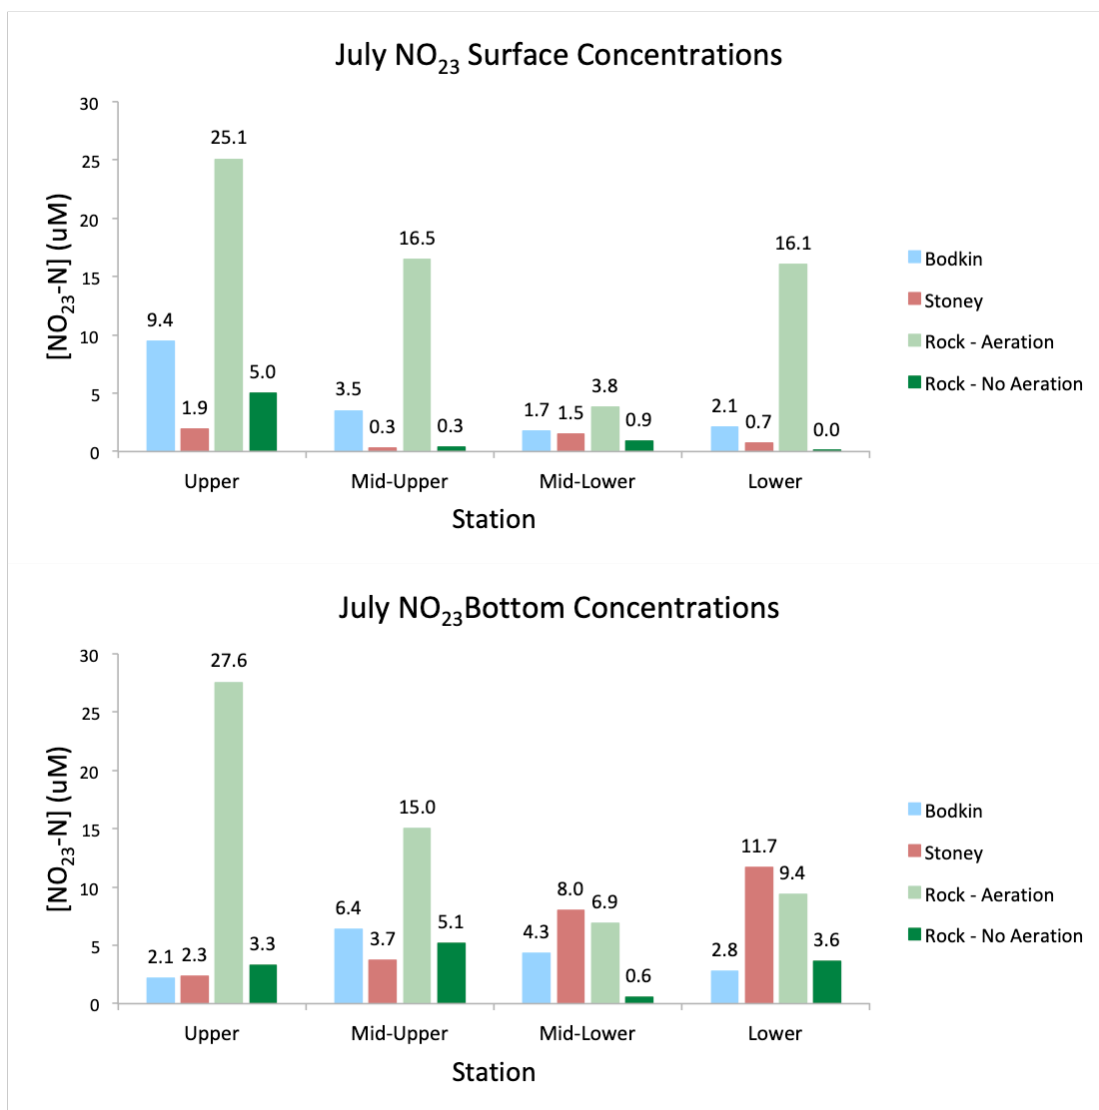 July NO23 Surface Concentrations
[NO23-N] (uM)
30
25
20
15
10
5
0
9.4
1.9
25.1
5.0
3.5
0.3
16.5
0.3
1.7
1.5
3.8
0.9
2.1
0.7
16.1
0.0
Upper
Mid-Upper
Mid-Lower
Lower
Station
Bodkin
Stoney
Rock - Aeration
Rock - No Aeration
July NO23Bottom Concentrations
[NO23-N] (uM)
30
25
20
15
10
5
0
2.1
2.3
27.6
3.3
6.4
3.7
15.0
5.1
4.3
8.0
6.9
0.6
2.8
11.7
9.4
3.6
Upper
Mid-Upper
Mid-Lower
Lower
Station
Bodkin
Stoney
Rock - Aeration
Rock - No Aeration